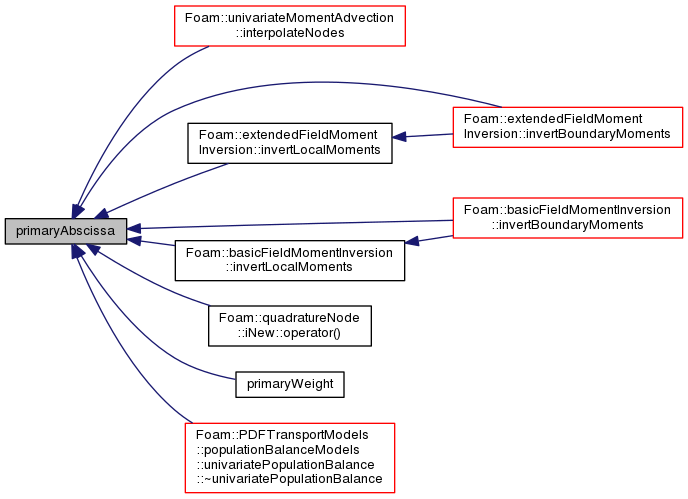 Foam::univariateMomentAdvection
::interpolateNodes
Foam::extendedFieldMoment
Inversion::invertBoundaryMoments
Foam::extendedFieldMoment
Inversion::invertLocalMoments
primaryAbscissa
Foam::basicFieldMomentInversion
::invertBoundaryMoments
Foam::basicFieldMomentInversion
::invertLocalMoments
Foam::quadratureNode
::iNew::operator()
primaryWeight
Foam::PDFTransportModels
::populationBalanceModels
::univariatePopulationBalance
::~univariatePopulationBalance